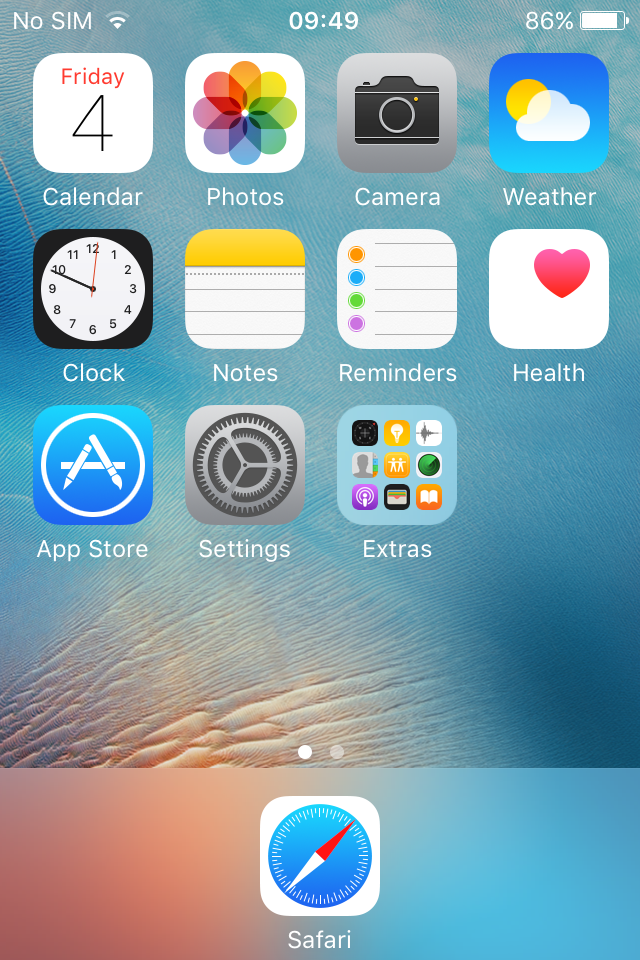 No SIM 09:49 86%
Friday
4
Calendar Photos Camera Weather
12
11 1
10 2
9 3
8 4
7 5
6
Clock Notes Reminders Health
App Store Settings Extras
Safari